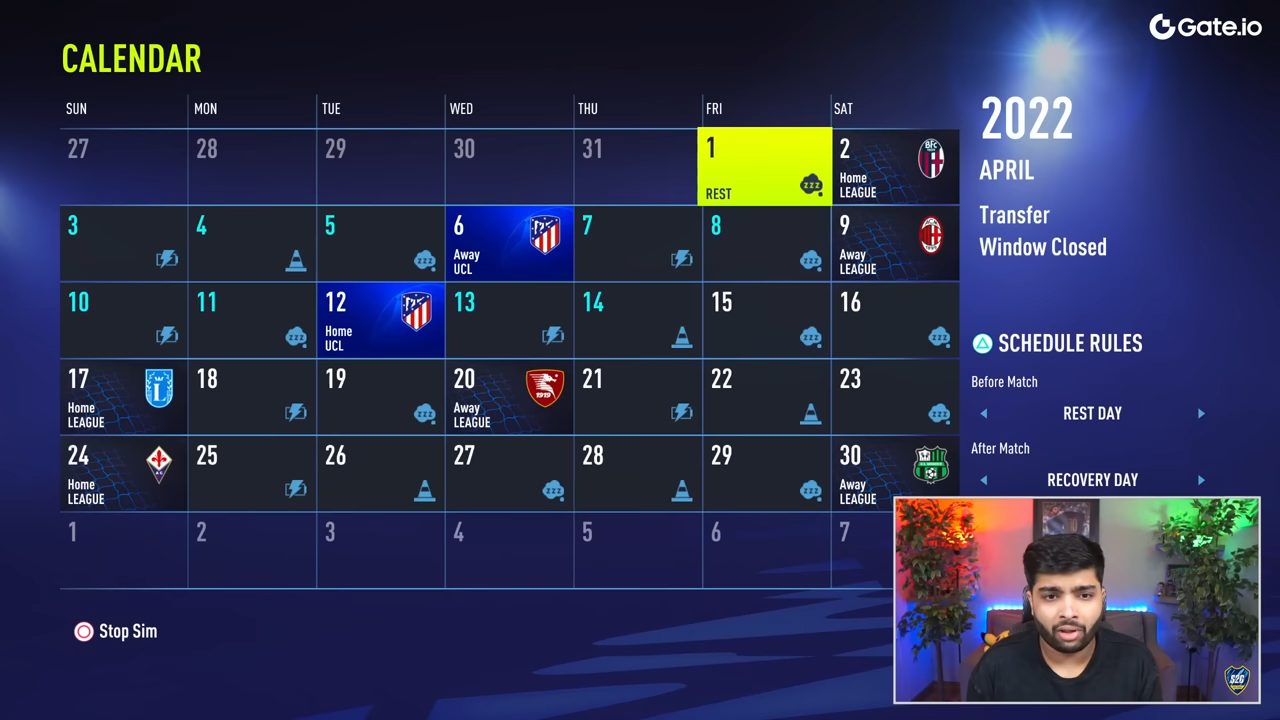 Gate.io
CALENDAR
SUN MON TUE WED THU FRI SAT
2022
APRIL
Transfer
Window Closed
27 28 29 30 31 1 2
REST
Home
LEAGUE
BFC
3 4 5 6 7 8 9
Away
UCL
Away
LEAGUE
10 11 12 13 14 15 16
Home
UCL
17 18 19 20 21 22 23
Home
LEAGUE
L
Away
LEAGUE
1919
24 25 26 27 28 29 30
Home
LEAGUE
Away
LEAGUE
1 2 3 4 5 6 7
SCHEDULE RULES
Before Match
REST DAY
After Match
RECOVERY DAY
Stop Sim
S2G